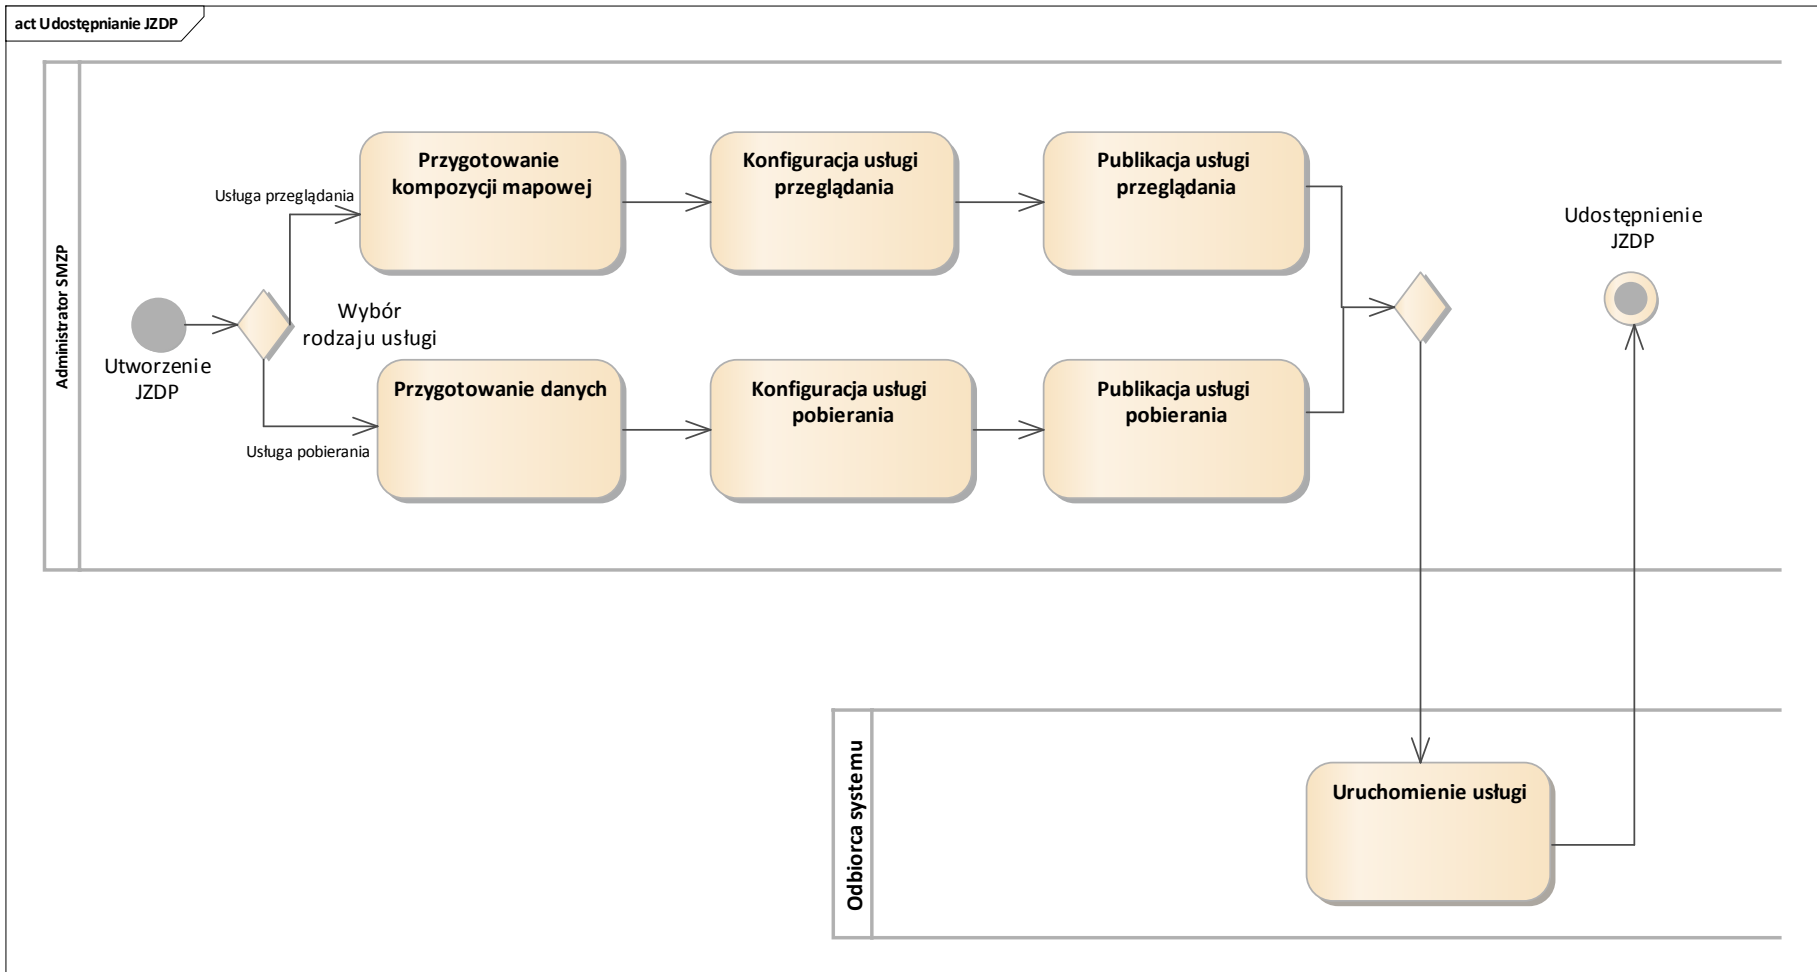 act Udostępnianie JZDP
Administrator SMZP
Utworzenie
JZDP
Wybór
rodzaju usługi
Usługa przeglądania
Przygotowanie
kompozycji mapowej
Konfiguracja usługi
przeglądania
Publikacja usługi
przeglądania
Usługa pobierania
Przygotowanie danych
Konfiguracja usługi
pobierania
Publikacja usługi
pobierania
Udostępnienie
JZDP
Odbiorca systemu
Uruchomienie usługi